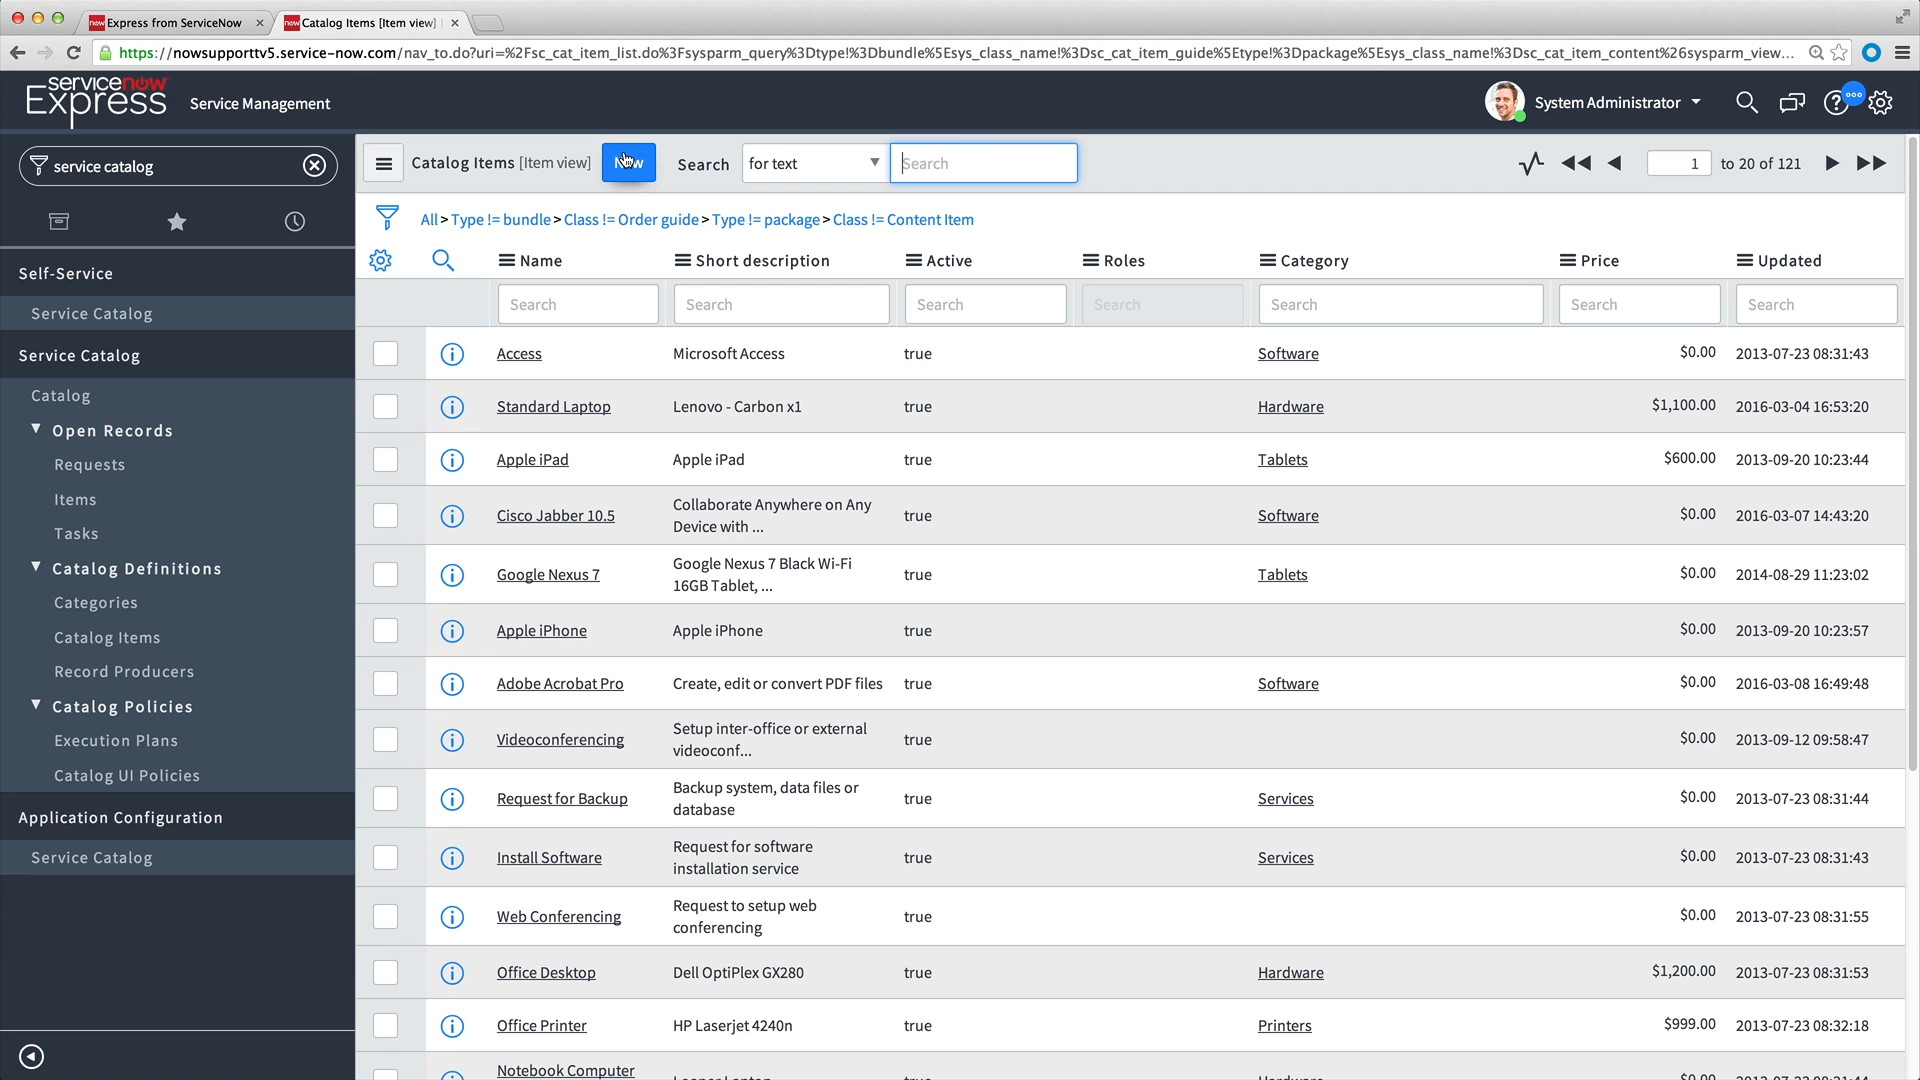 Express from ServiceNow
Catalog Items [Item view]
https://nowsupporttv5.service-now.com/nav_to.do?uri=%2Fsc_cat_item_list.do%3Fsysparm_query%3Dtype!%3Dbundle%5Esys_class_name!%3Dsc_cat_item_guide%5Etype!%3Dpackage%5Esys_class_name!%3Dsc_cat_item_content%26sysparm_view...
servicenow
Express
Service Management
System Administrator
service catalog
Catalog Items [Item view]
New
Search
for text
Search
1
to 20 of 121
All > Type != bundle > Class != Order guide > Type != package > Class != Content Item
Name Short description Active Roles Category Price Updated
Search Search Search Search Search Search Search
Self-Service
Service Catalog
Service Catalog
Catalog
Open Records
Requests
Items
Tasks
Catalog Definitions
Categories
Catalog Items
Record Producers
Catalog Policies
Execution Plans
Catalog UI Policies
Application Configuration
Service Catalog
Access Microsoft Access true Software $0.00 2013-07-23 08:31:43
Standard Laptop Lenovo - Carbon x1 true Hardware $1,100.00 2016-03-04 16:53:20
Apple iPad Apple iPad true Tablets $600.00 2013-09-20 10:23:44
Cisco Jabber 10.5 Collaborate Anywhere on Any
Device with ... true Software $0.00 2016-03-07 14:43:20
Google Nexus 7 Google Nexus 7 Black Wi-Fi
16GB Tablet, ... true Tablets $0.00 2014-08-29 11:23:02
Apple iPhone Apple iPhone true $0.00 2013-09-20 10:23:57
Adobe Acrobat Pro Create, edit or convert PDF files true Software $0.00 2016-03-08 16:49:48
Videoconferencing Setup inter-office or external
videoconf... true $0.00 2013-09-12 09:58:47
Request for Backup Backup system, data files or
database true Services $0.00 2013-07-23 08:31:44
Install Software Request for software
installation service true Services $0.00 2013-07-23 08:31:43
Web Conferencing Request to setup web
conferencing true $0.00 2013-07-23 08:31:55
Office Desktop Dell OptiPlex GX280 true Hardware $1,200.00 2013-07-23 08:31:53
Office Printer HP Laserjet 4240n true Printers $999.00 2013-07-23 08:32:18
Notebook Computer